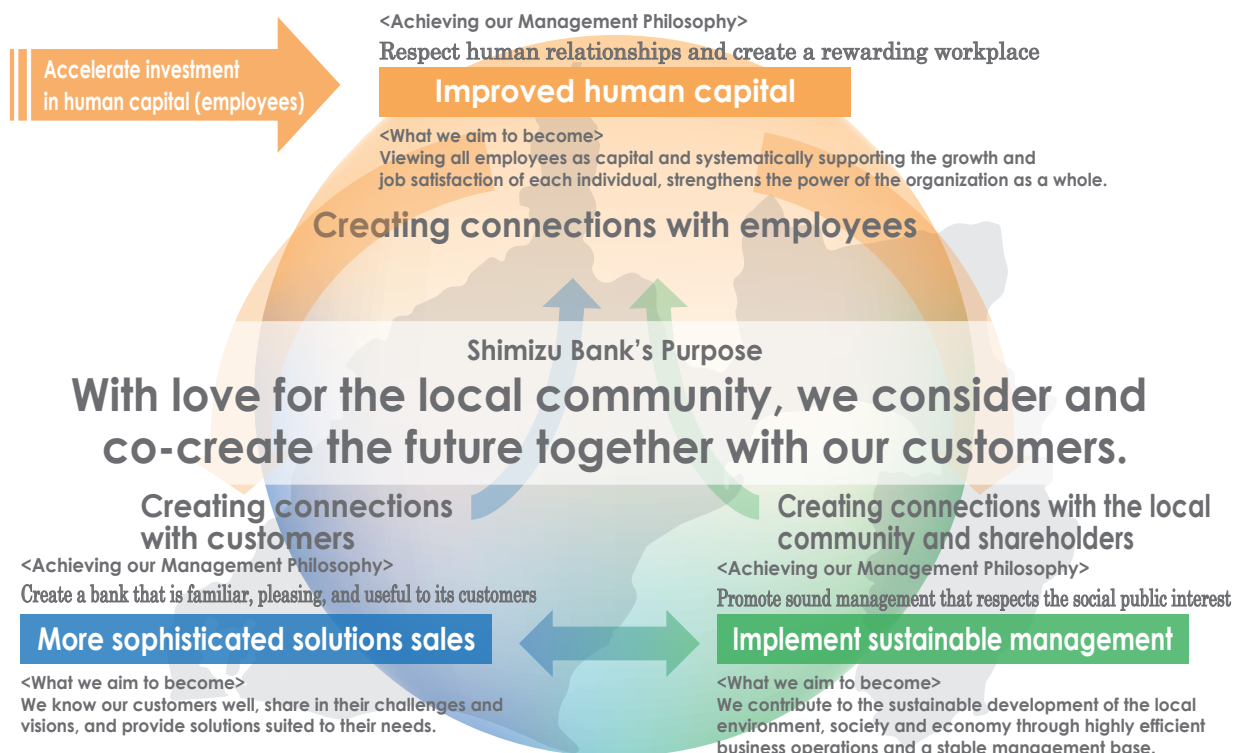 Accelerate investment
in human capital (employees)
<Achieving our Management Philosophy>
Respect human relationships and create a rewarding workplace
Improved human capital
<What we aim to become>
Viewing all employees as capital and systematically supporting the growth and
job satisfaction of each individual, strengthens the power of the organization as a whole.
Creating connections with employees
Shimizu Bank's Purpose
With love for the local community, we consider and
co-create the future together with our customers.
Creating connections
with customers
<Achieving our Management Philosophy>
Create a bank that is familiar, pleasing, and useful to its customers
More sophisticated solutions sales
<What we aim to become>
We know our customers well, share in their challenges and
visions, and provide solutions suited to their needs.
Creating connections with the local
community and shareholders
<Achieving our Management Philosophy>
Promote sound management that respects the social public interest
Implement sustainable management
<What we aim to become>
We contribute to the sustainable development of the local
environment, society and economy through highly efficient
business operations and a stable management base.